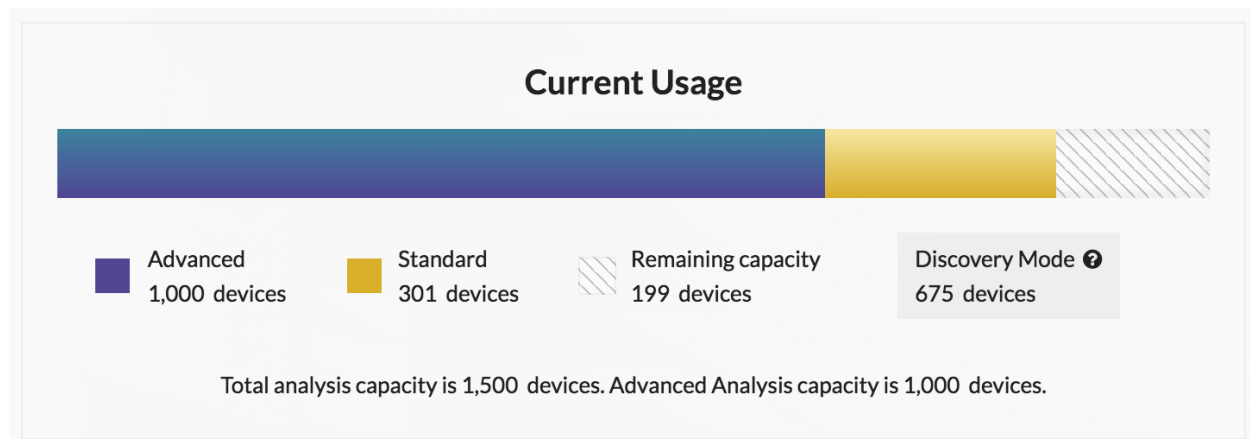 Current Usage
Advanced
1,000 devices
Standard
301 devices
Remaining capacity
199 devices
Discovery Mode ?
675 devices
Total analysis capacity is 1,500 devices. Advanced Analysis capacity is 1,000 devices.